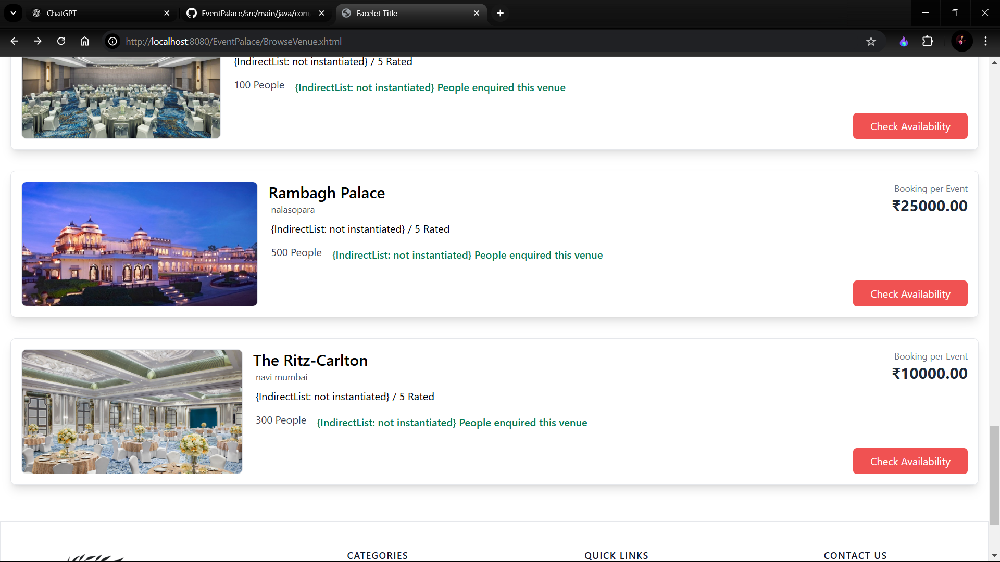 ChatGPT
EventPalace/src/main/java/com
Facelet Title
http://localhost:8080/EventPalace/BrowseVenue.xhtml
{IndirectList: not instantiated} / 5 Rated
100 People
{IndirectList: not instantiated} People enquired this venue
Check Availability
Rambagh Palace
Booking per Event
nalasopara
₹25000.00
{IndirectList: not instantiated} / 5 Rated
500 People
{IndirectList: not instantiated} People enquired this venue
Check Availability
The Ritz-Carlton
Booking per Event
navi mumbai
₹10000.00
{IndirectList: not instantiated} / 5 Rated
300 People
{IndirectList: not instantiated} People enquired this venue
Check Availability
CATEGORIES
QUICK LINKS
CONTACT US